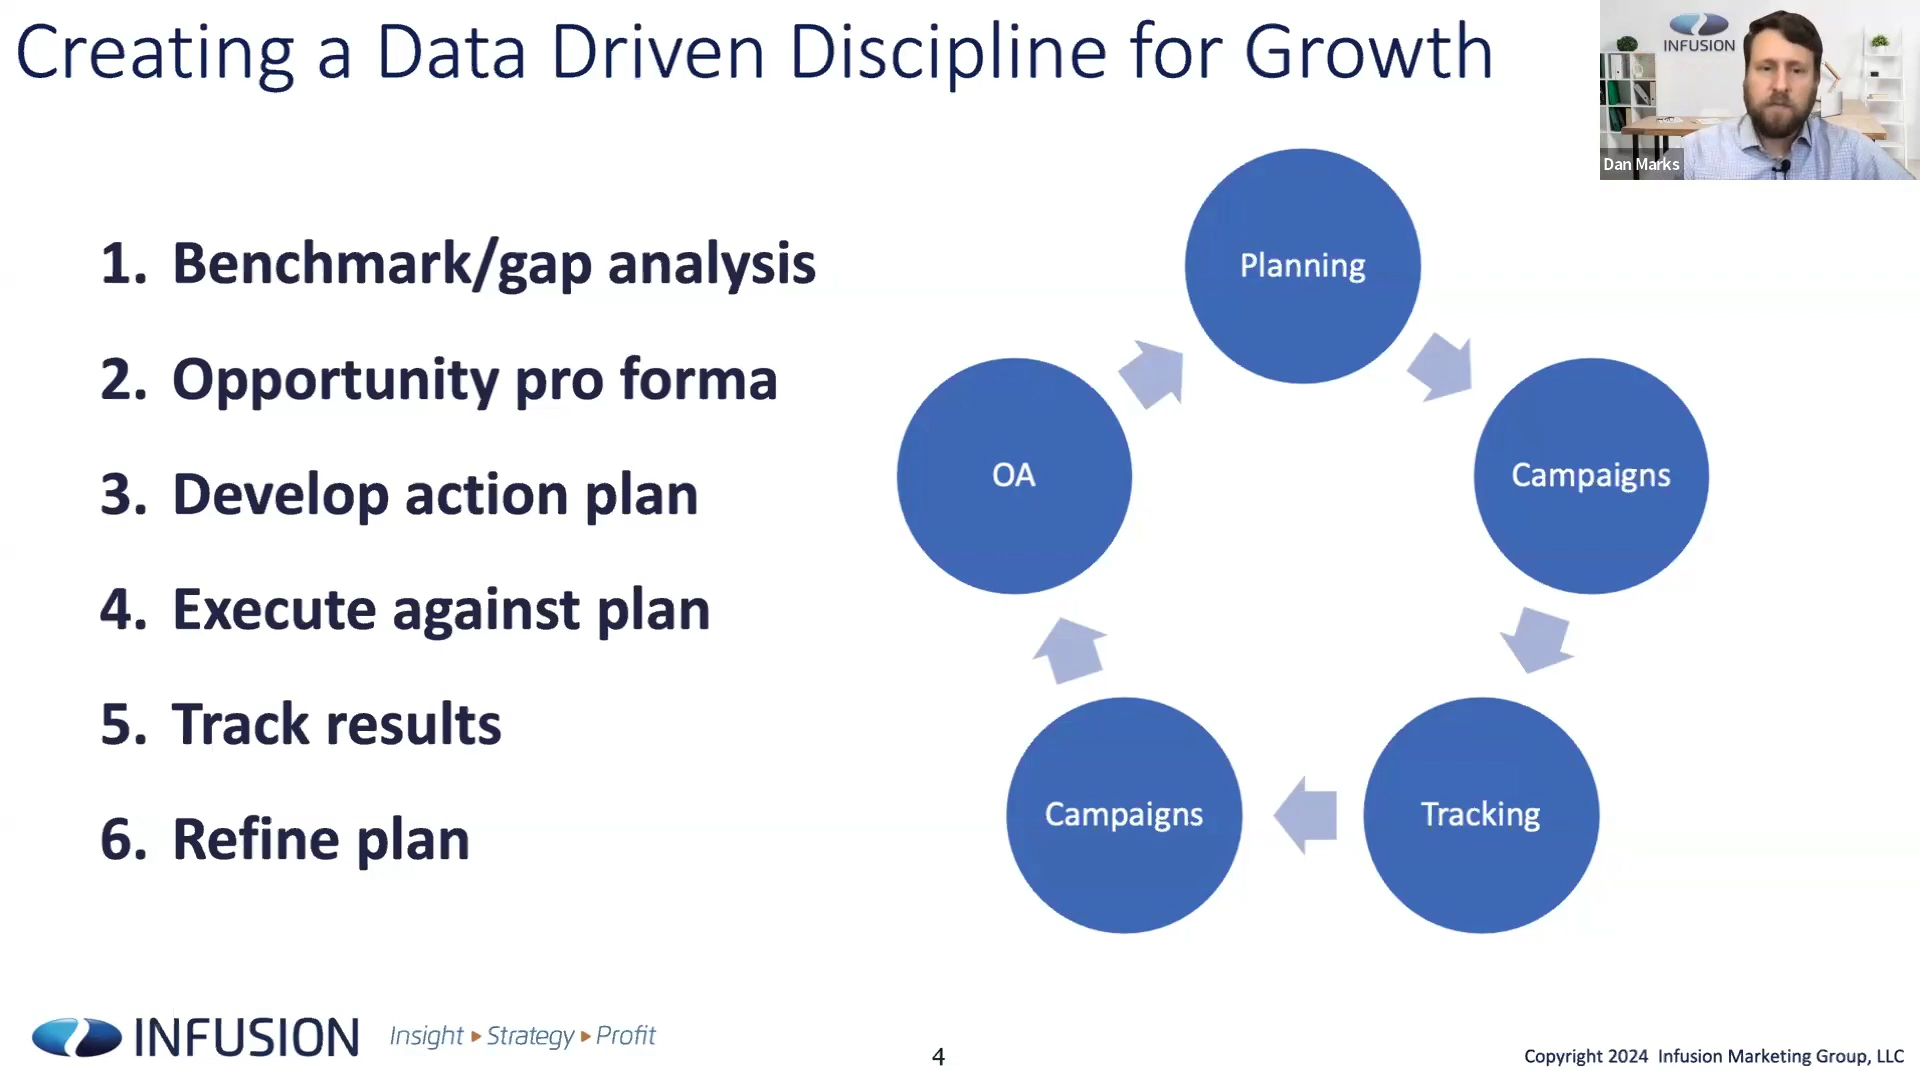 Creating a Data Driven Discipline for Growth
INFUSION
Dan Marks
1. Benchmark/gap analysis
2. Opportunity pro forma
3. Develop action plan
4. Execute against plan
5. Track results
6. Refine plan
Planning
Campaigns
Tracking
Campaigns
OA
INFUSION
Insight Strategy Profit
4
Copyright 2024 Infusion Marketing Group, LLC